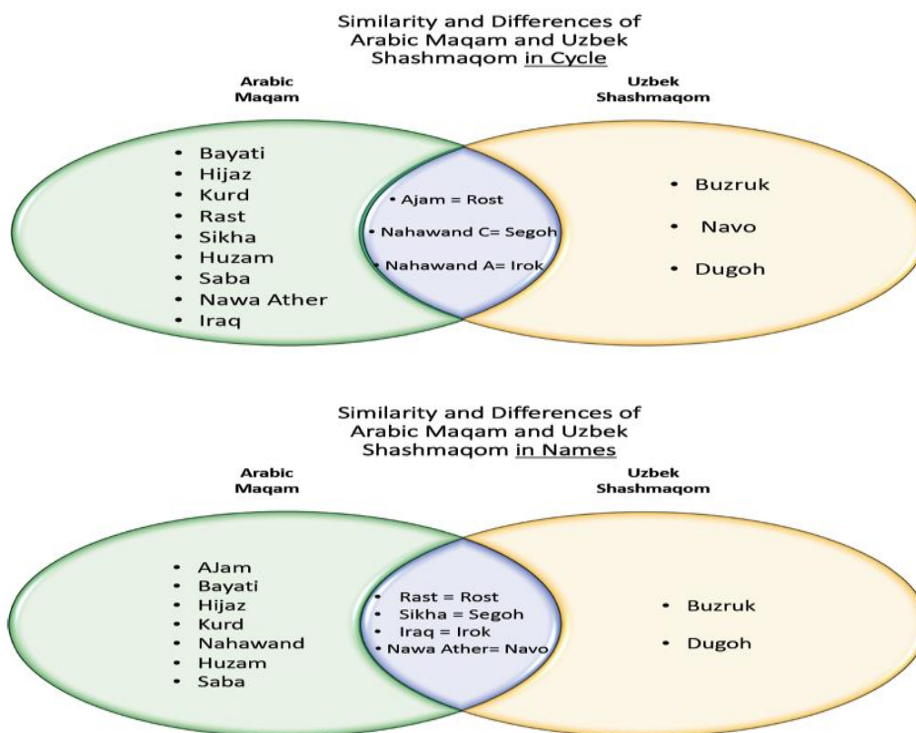 Similarity and Differences of
Arabic Maqam and Uzbek
Shashmaqom in Cycle
Arabic
Maqam
Uzbek
Shashmaqom
• Bayati
• Hijaz
• Kurd
• Rast
• Sikha
• Huzam
• Saba
• Nawa Ather
• Iraq
• Ajam = Rost
• Nahawand C= Segoh
• Nahawand A= Irok
• Buzruk
• Navo
• Dugoh
Similarity and Differences of
Arabic Maqam and Uzbek
Shashmaqom in Names
Arabic
Maqam
Uzbek
Shashmaqom
• AJam
• Bayati
• Hijaz
• Kurd
• Nahawand
• Huzam
• Saba
• Rast = Rost
• Sikha = Segoh
• Iraq = Irok
• Nawa Ather= Navo
• Buzruk
• Dugoh